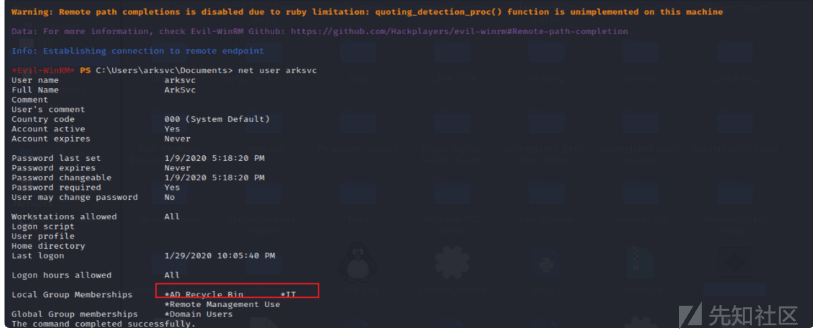 Warning: Remote path completions is disabled due to ruby limitation: quoting_detection_proc() function is unimplemented on this machine
Data: For more information, check Evil-WinRM Github: https://github.com/Hackplayers/evil-winrm#Remote-path-completion
Info: Establishing connection to remote endpoint
*Evil-WinRM* PS C:\Users\arksvc\Documents> net user arksvc
User name arksvc
Full Name ArkSvc
Comment
User's comment
Country code 000 (System Default)
Account active Yes
Account expires Never
Password last set 1/9/2020 5:18:20 PM
Password expires Never
Password changeable 1/9/2020 5:18:20 PM
Password required Yes
User may change password No
Workstations allowed All
Logon script
User profile
Home directory
Last logon 1/29/2020 10:05:40 PM
Logon hours allowed All
Local Group Memberships *AD Recycle Bin *IT
*Remote Management Use
Global Group memberships *Domain Users
The command completed successfully.
先知社区